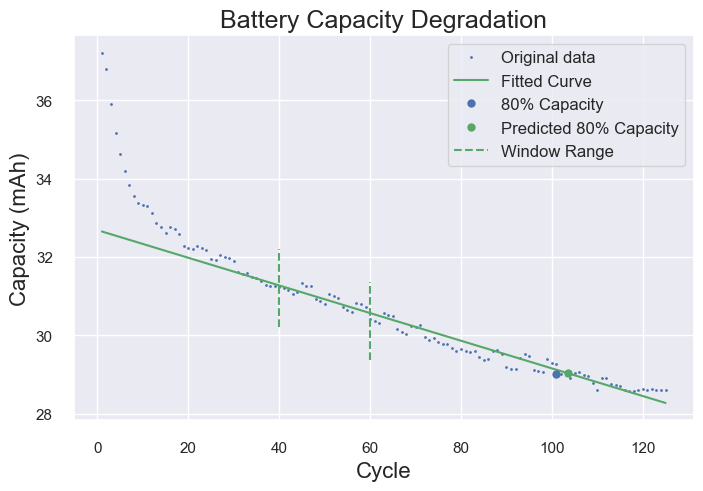 Battery Capacity Degradation
Original data
Fitted Curve
80% Capacity
Predicted 80% Capacity
Window Range
Capacity (mAh)
36
34
32
30
28
0
20
40
60
80
100
120
Cycle